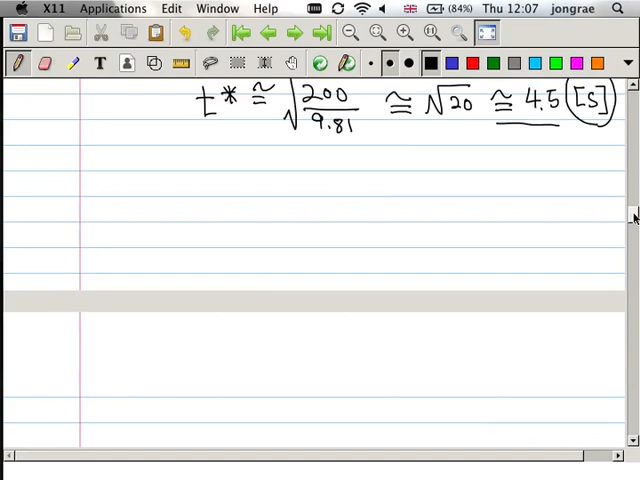 X11 Applications Edit Window Help (84%) Thu 12:07 jongrae
T
t* ≅ √(200/9.81) ≅ √20 ≅ 4.5 [S]